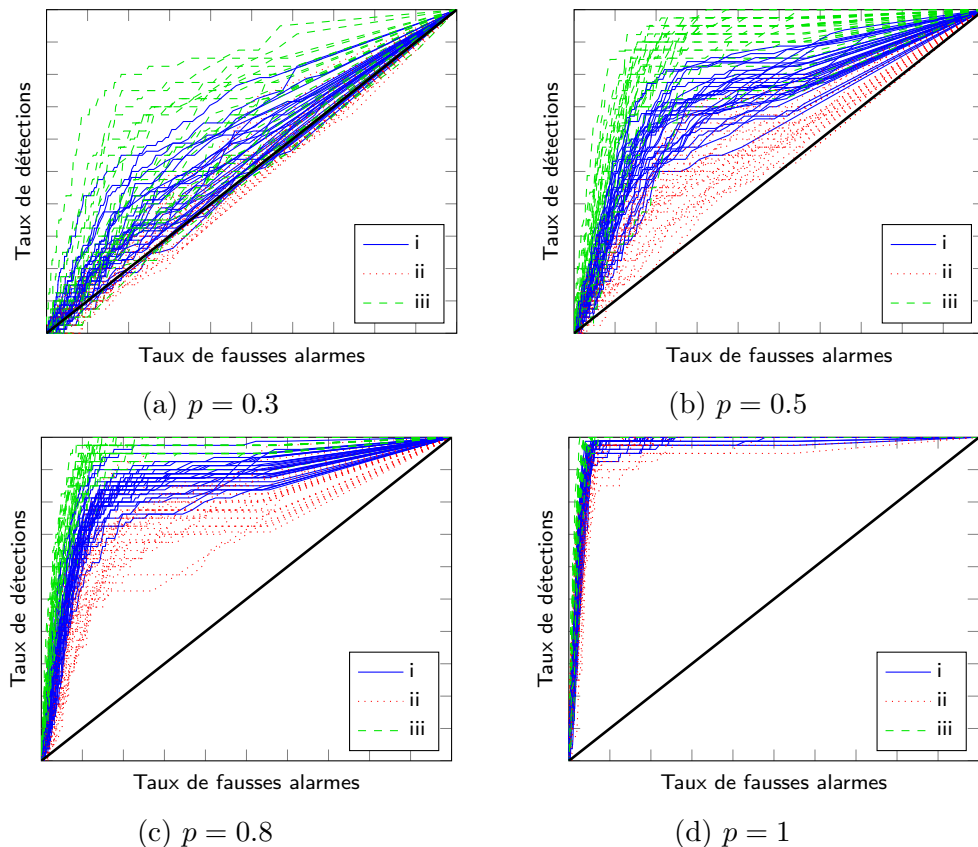 Taux de détections
i
ii
iii
Taux de fausses alarmes
(a) p = 0.3
Taux de détections
i
ii
iii
Taux de fausses alarmes
(b) p = 0.5
Taux de détections
i
ii
iii
Taux de fausses alarmes
(c) p = 0.8
Taux de détections
i
ii
iii
Taux de fausses alarmes
(d) p = 1